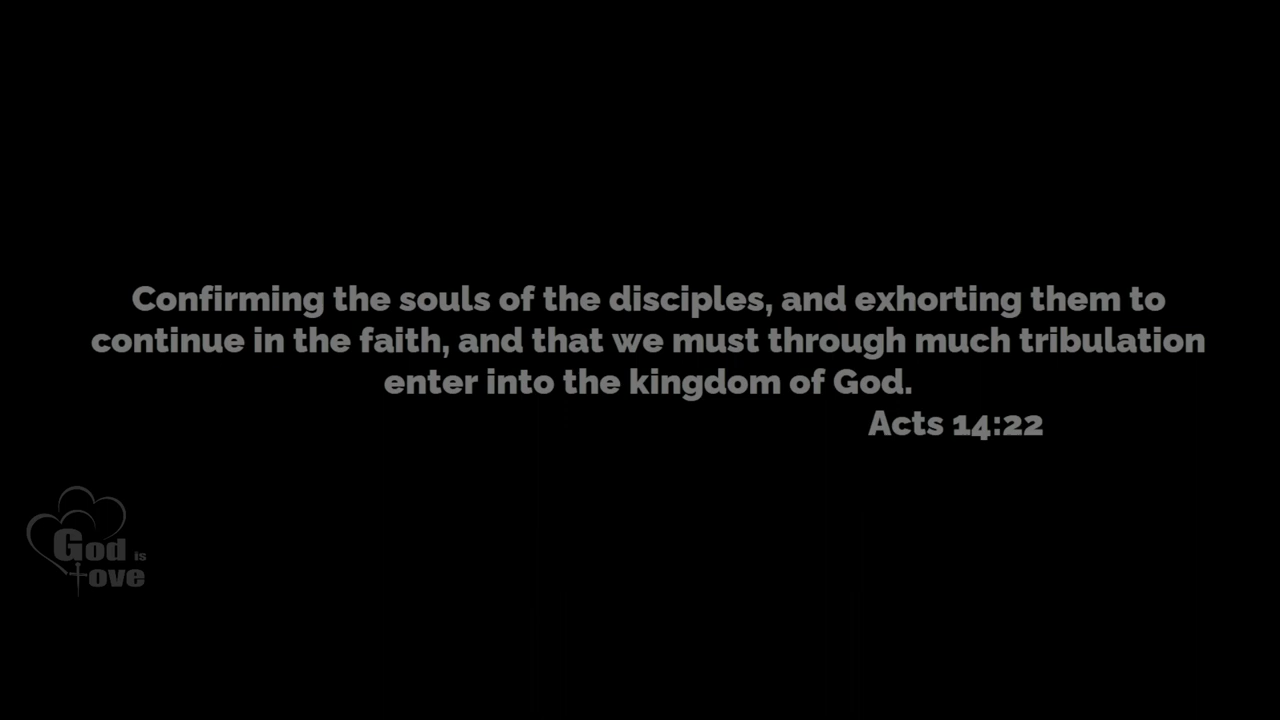 Confirming the souls of the disciples, and exhorting them to
continue in the faith, and that we must through much tribulation
enter into the kingdom of God.
Acts 14:22
God is
Love